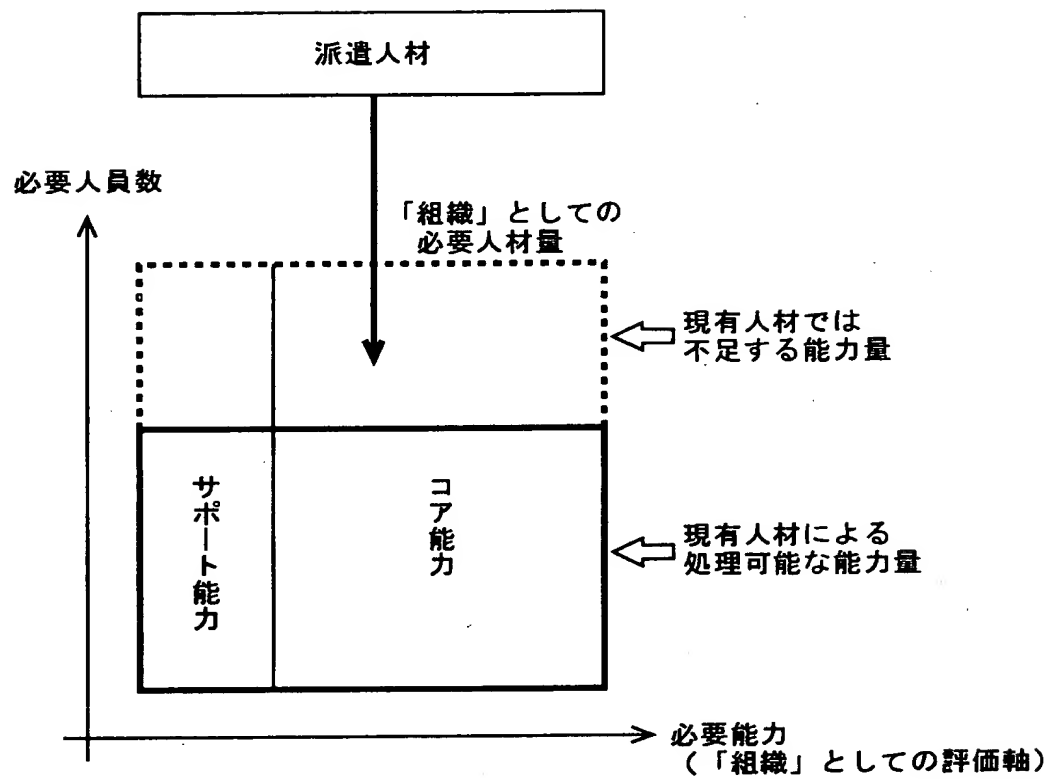 派遣人材
必要人員数
「組織」としての
必要人材量
現有人材では
不足する能力量
サポート能力
コア能力
現有人材による
処理可能な能力量
必要能力
(「組織」としての評価軸)